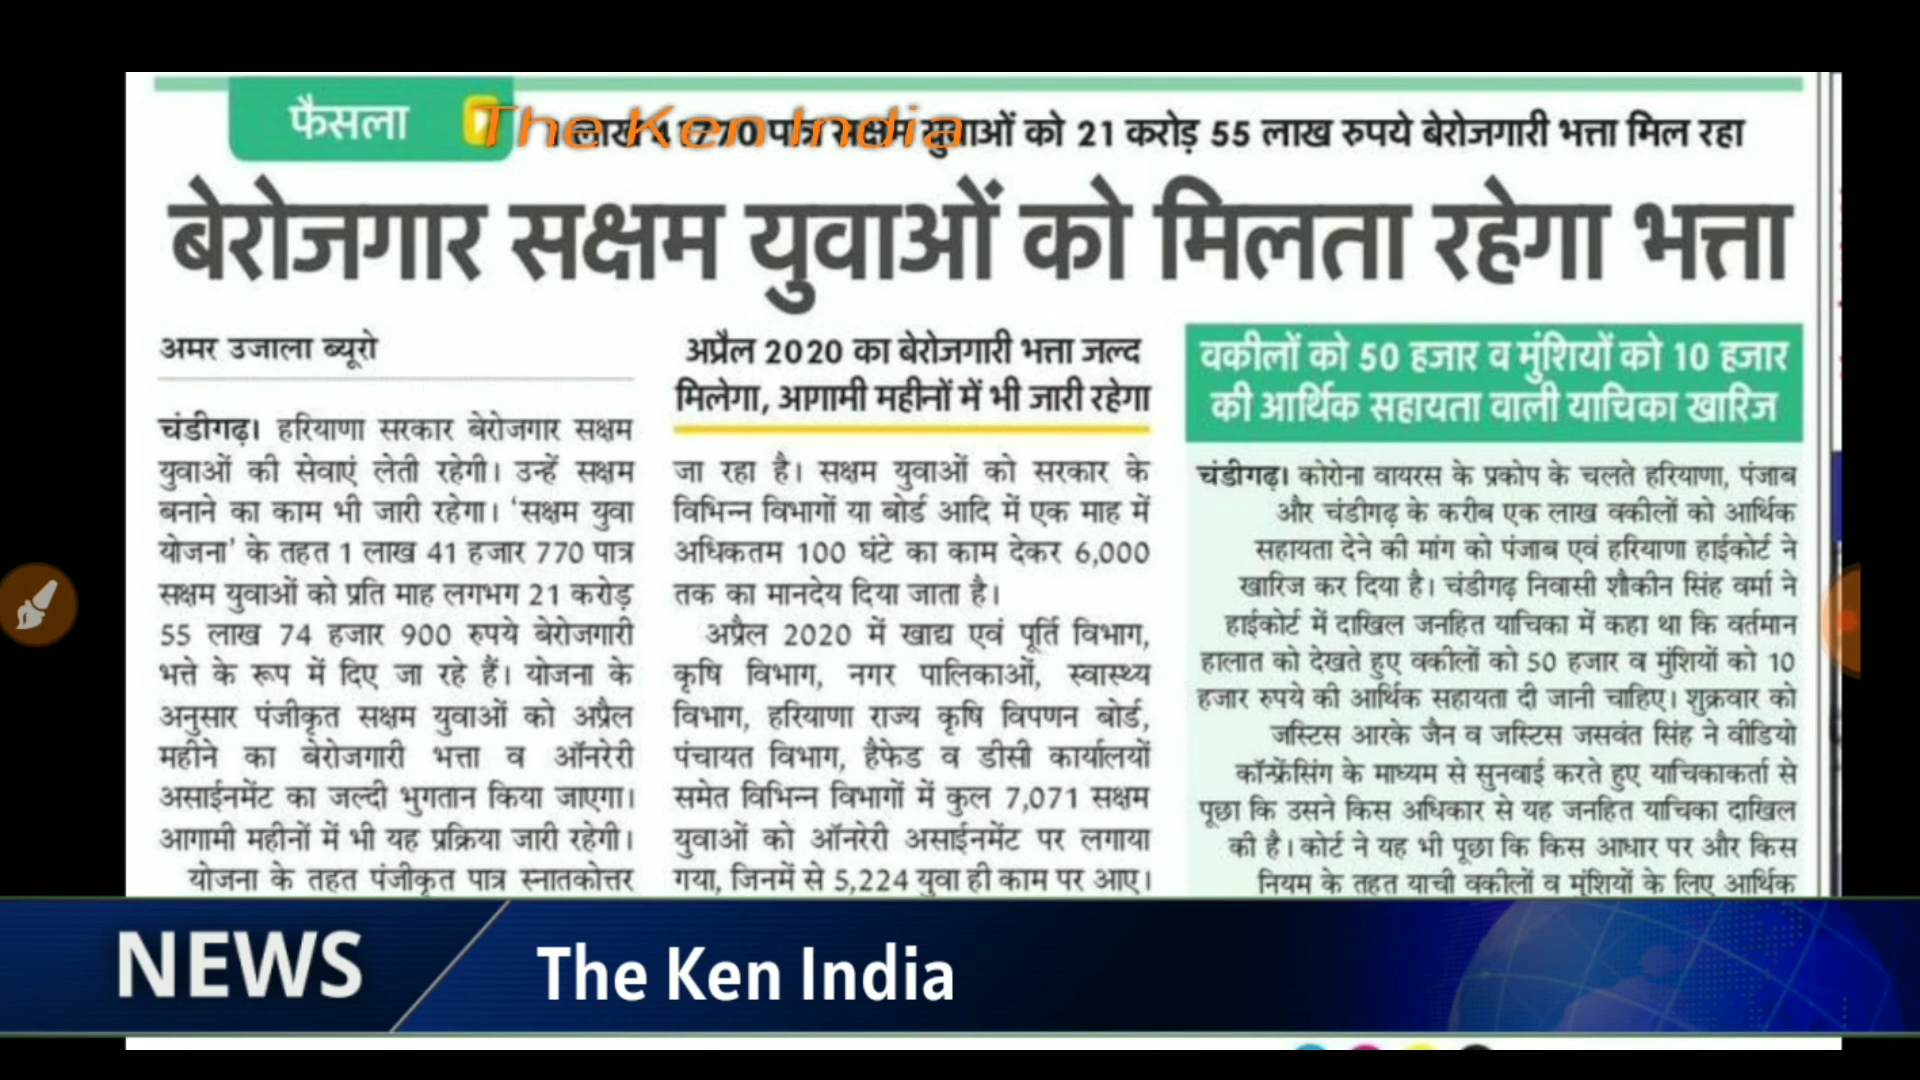 फैसला
The Ken India
लाख 41770 पात्र सक्षम युवाओं को 21 करोड़ 55 लाख रुपये बेरोजगारी भत्ता मिल रहा
बेरोजगार सक्षम युवाओं को मिलता रहेगा भत्ता
अमर उजाला ब्यूरो
चंडीगढ़। हरियाणा सरकार बेरोजगार सक्षम
युवाओं की सेवाएं लेती रहेगी। उन्हें सक्षम
बनाने का काम भी जारी रहेगा। ‘सक्षम युवा
योजना’ के तहत 1 लाख 41 हजार 770 पात्र
सक्षम युवाओं को प्रति माह लगभग 21 करोड़
55 लाख 74 हजार 900 रुपये बेरोजगारी
भत्ते के रूप में दिए जा रहे हैं। योजना के
अनुसार पंजीकृत सक्षम युवाओं को अप्रैल
महीने का बेरोजगारी भत्ता व ऑनरेरी
असाईनमेंट का जल्दी भुगतान किया जाएगा।
आगामी महीनों में भी यह प्रक्रिया जारी रहेगी।
योजना के तहत पंजीकृत पात्र स्नातकोत्तर
अप्रैल 2020 का बेरोजगारी भत्ता जल्द
मिलेगा, आगामी महीनों में भी जारी रहेगा
जा रहा है। सक्षम युवाओं को सरकार के
विभिन्न विभागों या बोर्ड आदि में एक माह में
अधिकतम 100 घंटे का काम देकर 6,000
तक का मानदेय दिया जाता है।
अप्रैल 2020 में खाद्य एवं पूर्ति विभाग,
कृषि विभाग, नगर पालिकाओं, स्वास्थ्य
विभाग, हरियाणा राज्य कृषि विपणन बोर्ड,
पंचायत विभाग, हैफेड व डीसी कार्यालयों
समेत विभिन्न विभागों में कुल 7,071 सक्षम
युवाओं को ऑनरेरी असाईनमेंट पर लगाया
गया, जिनमें से 5,224 युवा ही काम पर आए।
वकीलों को 50 हजार व मुंशियों को 10 हजार
की आर्थिक सहायता वाली याचिका खारिज
चंडीगढ़। कोरोना वायरस के प्रकोप के चलते हरियाणा, पंजाब
और चंडीगढ़ के करीब एक लाख वकीलों को आर्थिक
सहायता देने की मांग को पंजाब एवं हरियाणा हाईकोर्ट ने
खारिज कर दिया है। चंडीगढ़ निवासी शौकीन सिंह वर्मा ने
हाईकोर्ट में दाखिल जनहित याचिका में कहा था कि वर्तमान
हालात को देखते हुए वकीलों को 50 हजार व मुंशियों को 10
हजार रुपये की आर्थिक सहायता दी जानी चाहिए। शुक्रवार को
जस्टिस आरके जैन व जस्टिस जसवंत सिंह ने वीडियो
कॉन्फ्रेंसिंग के माध्यम से सुनवाई करते हुए याचिकाकर्ता से
पूछा कि उसने किस अधिकार से यह जनहित याचिका दाखिल
की है। कोर्ट ने यह भी पूछा कि किस आधार पर और किस
नियम के तहत याची वकीलों व मुंशियों के लिए आर्थिक
NEWS
The Ken India